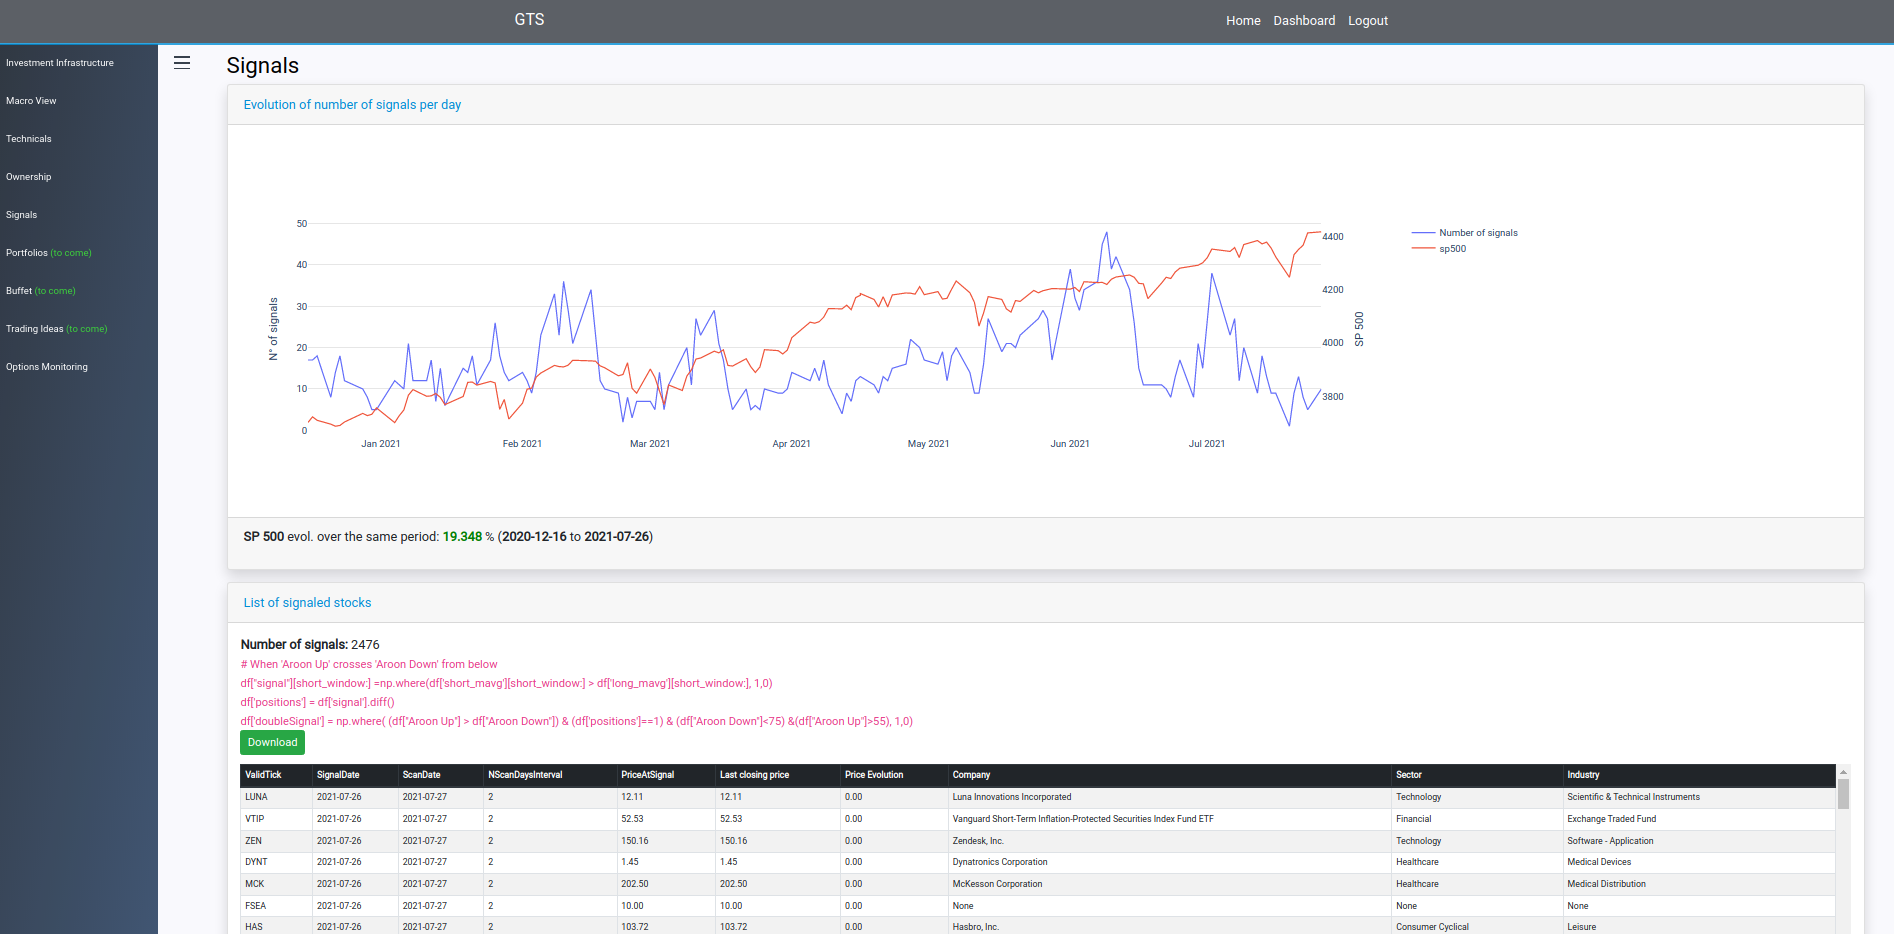 GTS
Home Dashboard Logout
Investment Infrastructure
Macro View
Technicals
Ownership
Signals
Portfolios (to come)
Buffet (to come)
Trading Ideas (to come)
Options Monitoring
Signals
Evolution of number of signals per day
N° of signals
50
40
30
20
10
0
Jan 2021 Feb 2021 Mar 2021 Apr 2021 May 2021 Jun 2021 Jul 2021
4400
4200
4000
3800
SP 500
Number of signals
sp500
SP 500 evol. over the same period: 19.348 % (2020-12-16 to 2021-07-26)
List of signaled stocks
Number of signals: 2476
# When 'Aroon Up' crosses 'Aroon Down' from below
df["signal"][short_window:] =np.where(df['short_mavg'][short_window:] > df['long_mavg'][short_window:], 1,0)
df['positions'] = df['signal'].diff()
df['doubleSignal'] = np.where( (df["Aroon Up"] > df["Aroon Down"]) & (df['positions']==1) & (df["Aroon Down"]<75) &(df["Aroon Up"]>55), 1,0)
Download
ValidTick SignalDate ScanDate NScanDaysInterval PriceAtSignal Last closing price Price Evolution Company Sector Industry
LUNA 2021-07-26 2021-07-27 2 12.11 12.11 0.00 Luna Innovations Incorporated Technology Scientific & Technical Instruments
VTIP 2021-07-26 2021-07-27 2 52.53 52.53 0.00 Vanguard Short-Term Inflation-Protected Securities Index Fund ETF Financial Exchange Traded Fund
ZEN 2021-07-26 2021-07-27 2 150.16 150.16 0.00 Zendesk, Inc. Technology Software - Application
DYNT 2021-07-26 2021-07-27 2 1.45 1.45 0.00 Dynatronics Corporation Healthcare Medical Devices
MCK 2021-07-26 2021-07-27 2 202.50 202.50 0.00 McKesson Corporation Healthcare Medical Distribution
FSEA 2021-07-26 2021-07-27 2 10.00 10.00 0.00 None None None
HAS 2021-07-26 2021-07-27 2 103.72 103.72 0.00 Hasbro, Inc. Consumer Cyclical Leisure